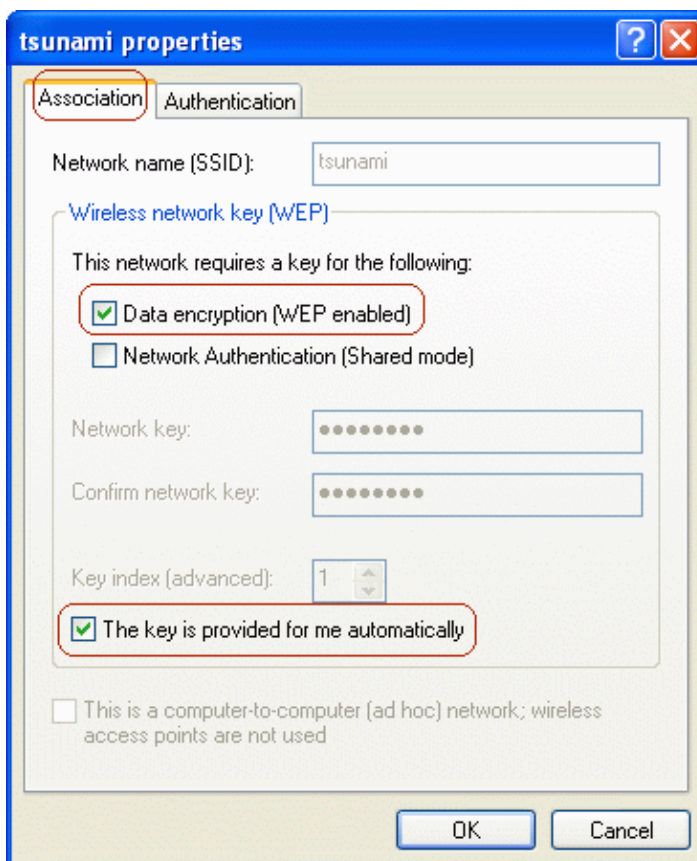 tsunami properties
Association
Authentication
Network name (SSID):
tsunami
Wireless network key (WEP)
This network requires a key for the following:
Data encryption (WEP enabled)
Network Authentication (Shared mode)
Network key:
••••••••
Confirm network key:
••••••••
Key index (advanced):
1
The key is provided for me automatically
This is a computer-to-computer (ad hoc) network; wireless
access points are not used
OK
Cancel